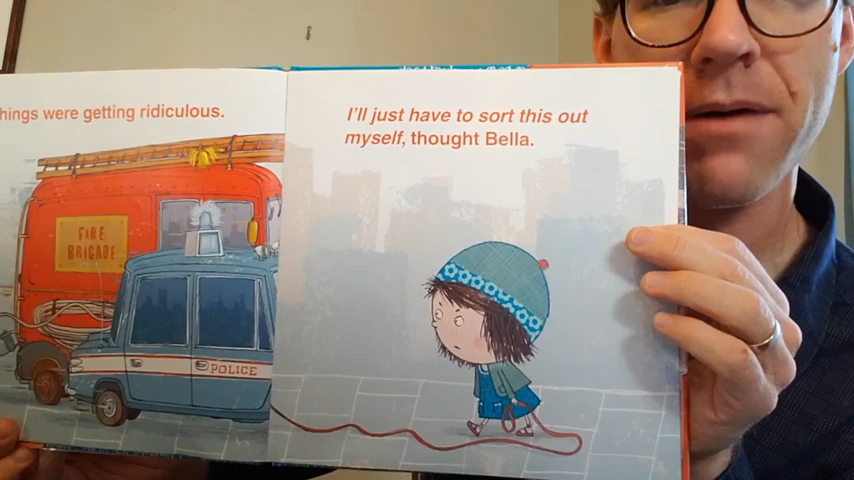 hings were getting ridiculous.
I'll just have to sort this out
myself, thought Bella.
FIRE
BRIGADE
POLICE